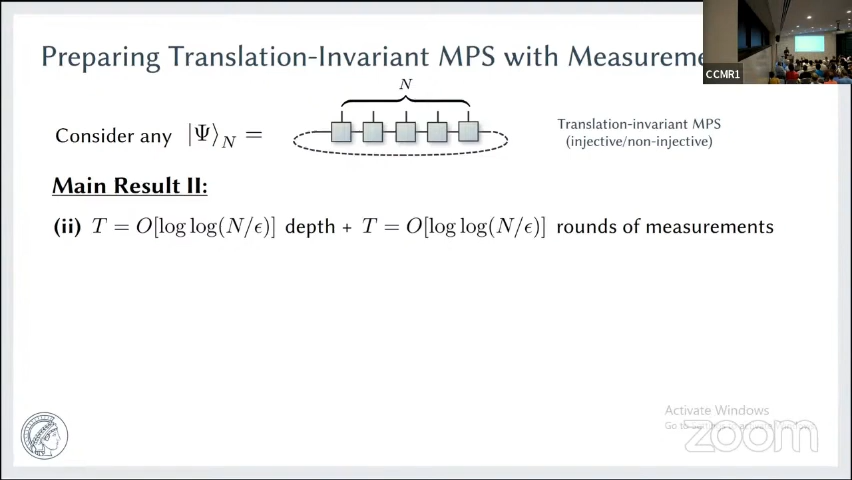 Preparing Translation-Invariant MPS with Measureme
CCMR1
N
Consider any |Ψ⟩_N =
Translation-invariant MPS
(injective/non-injective)
Main Result II:
(ii) T = O[log log(N/ϵ)] depth + T = O[log log(N/ϵ)] rounds of measurements
Activate Windows
zoom